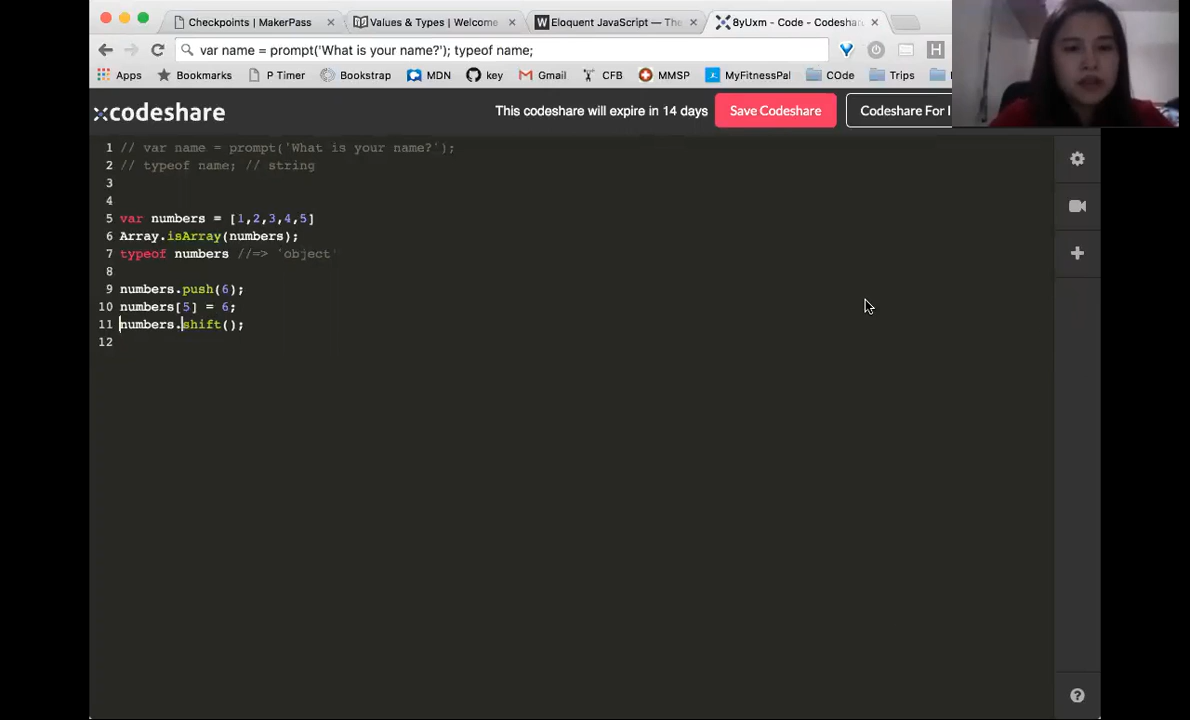 Checkpoints | MakerPass
Values & Types | Welcome
Eloquent JavaScript — The
8yUxm - Code - Codeshare
var name = prompt('What is your name?'); typeof name;
Apps Bookmarks P Timer Bookstrap MDN key Gmail CFB MMSP MyFitnessPal COde Trips
codeshare
This codeshare will expire in 14 days Save Codeshare Codeshare For I
1 // var name = prompt('What is your name?');
2 // typeof name; // string
3
4
5 var numbers = [1,2,3,4,5]
6 Array.isArray(numbers);
7 typeof numbers //=> 'object'
8
9 numbers.push(6);
10 numbers[5] = 6;
11 numbers.shift();
12